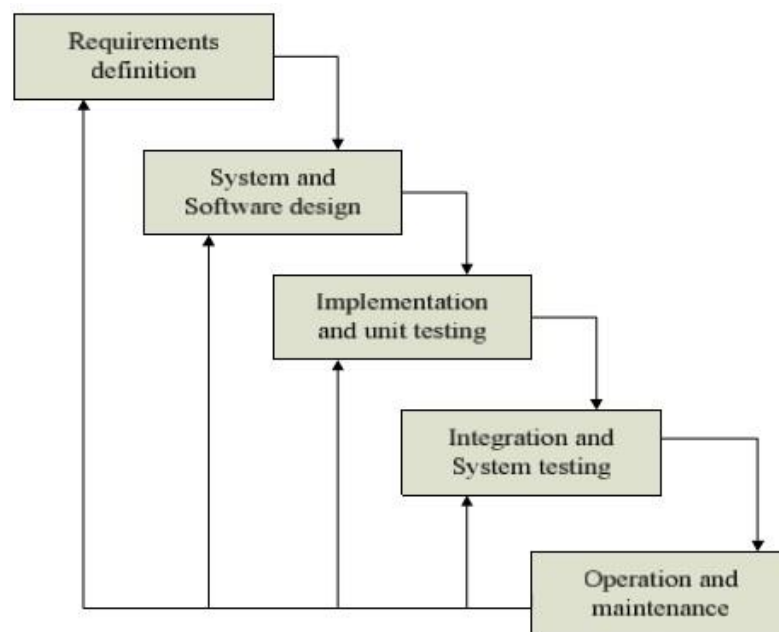 Requirements
definition
System and
Software design
Implementation
and unit testing
Integration and
System testing
Operation and
maintenance